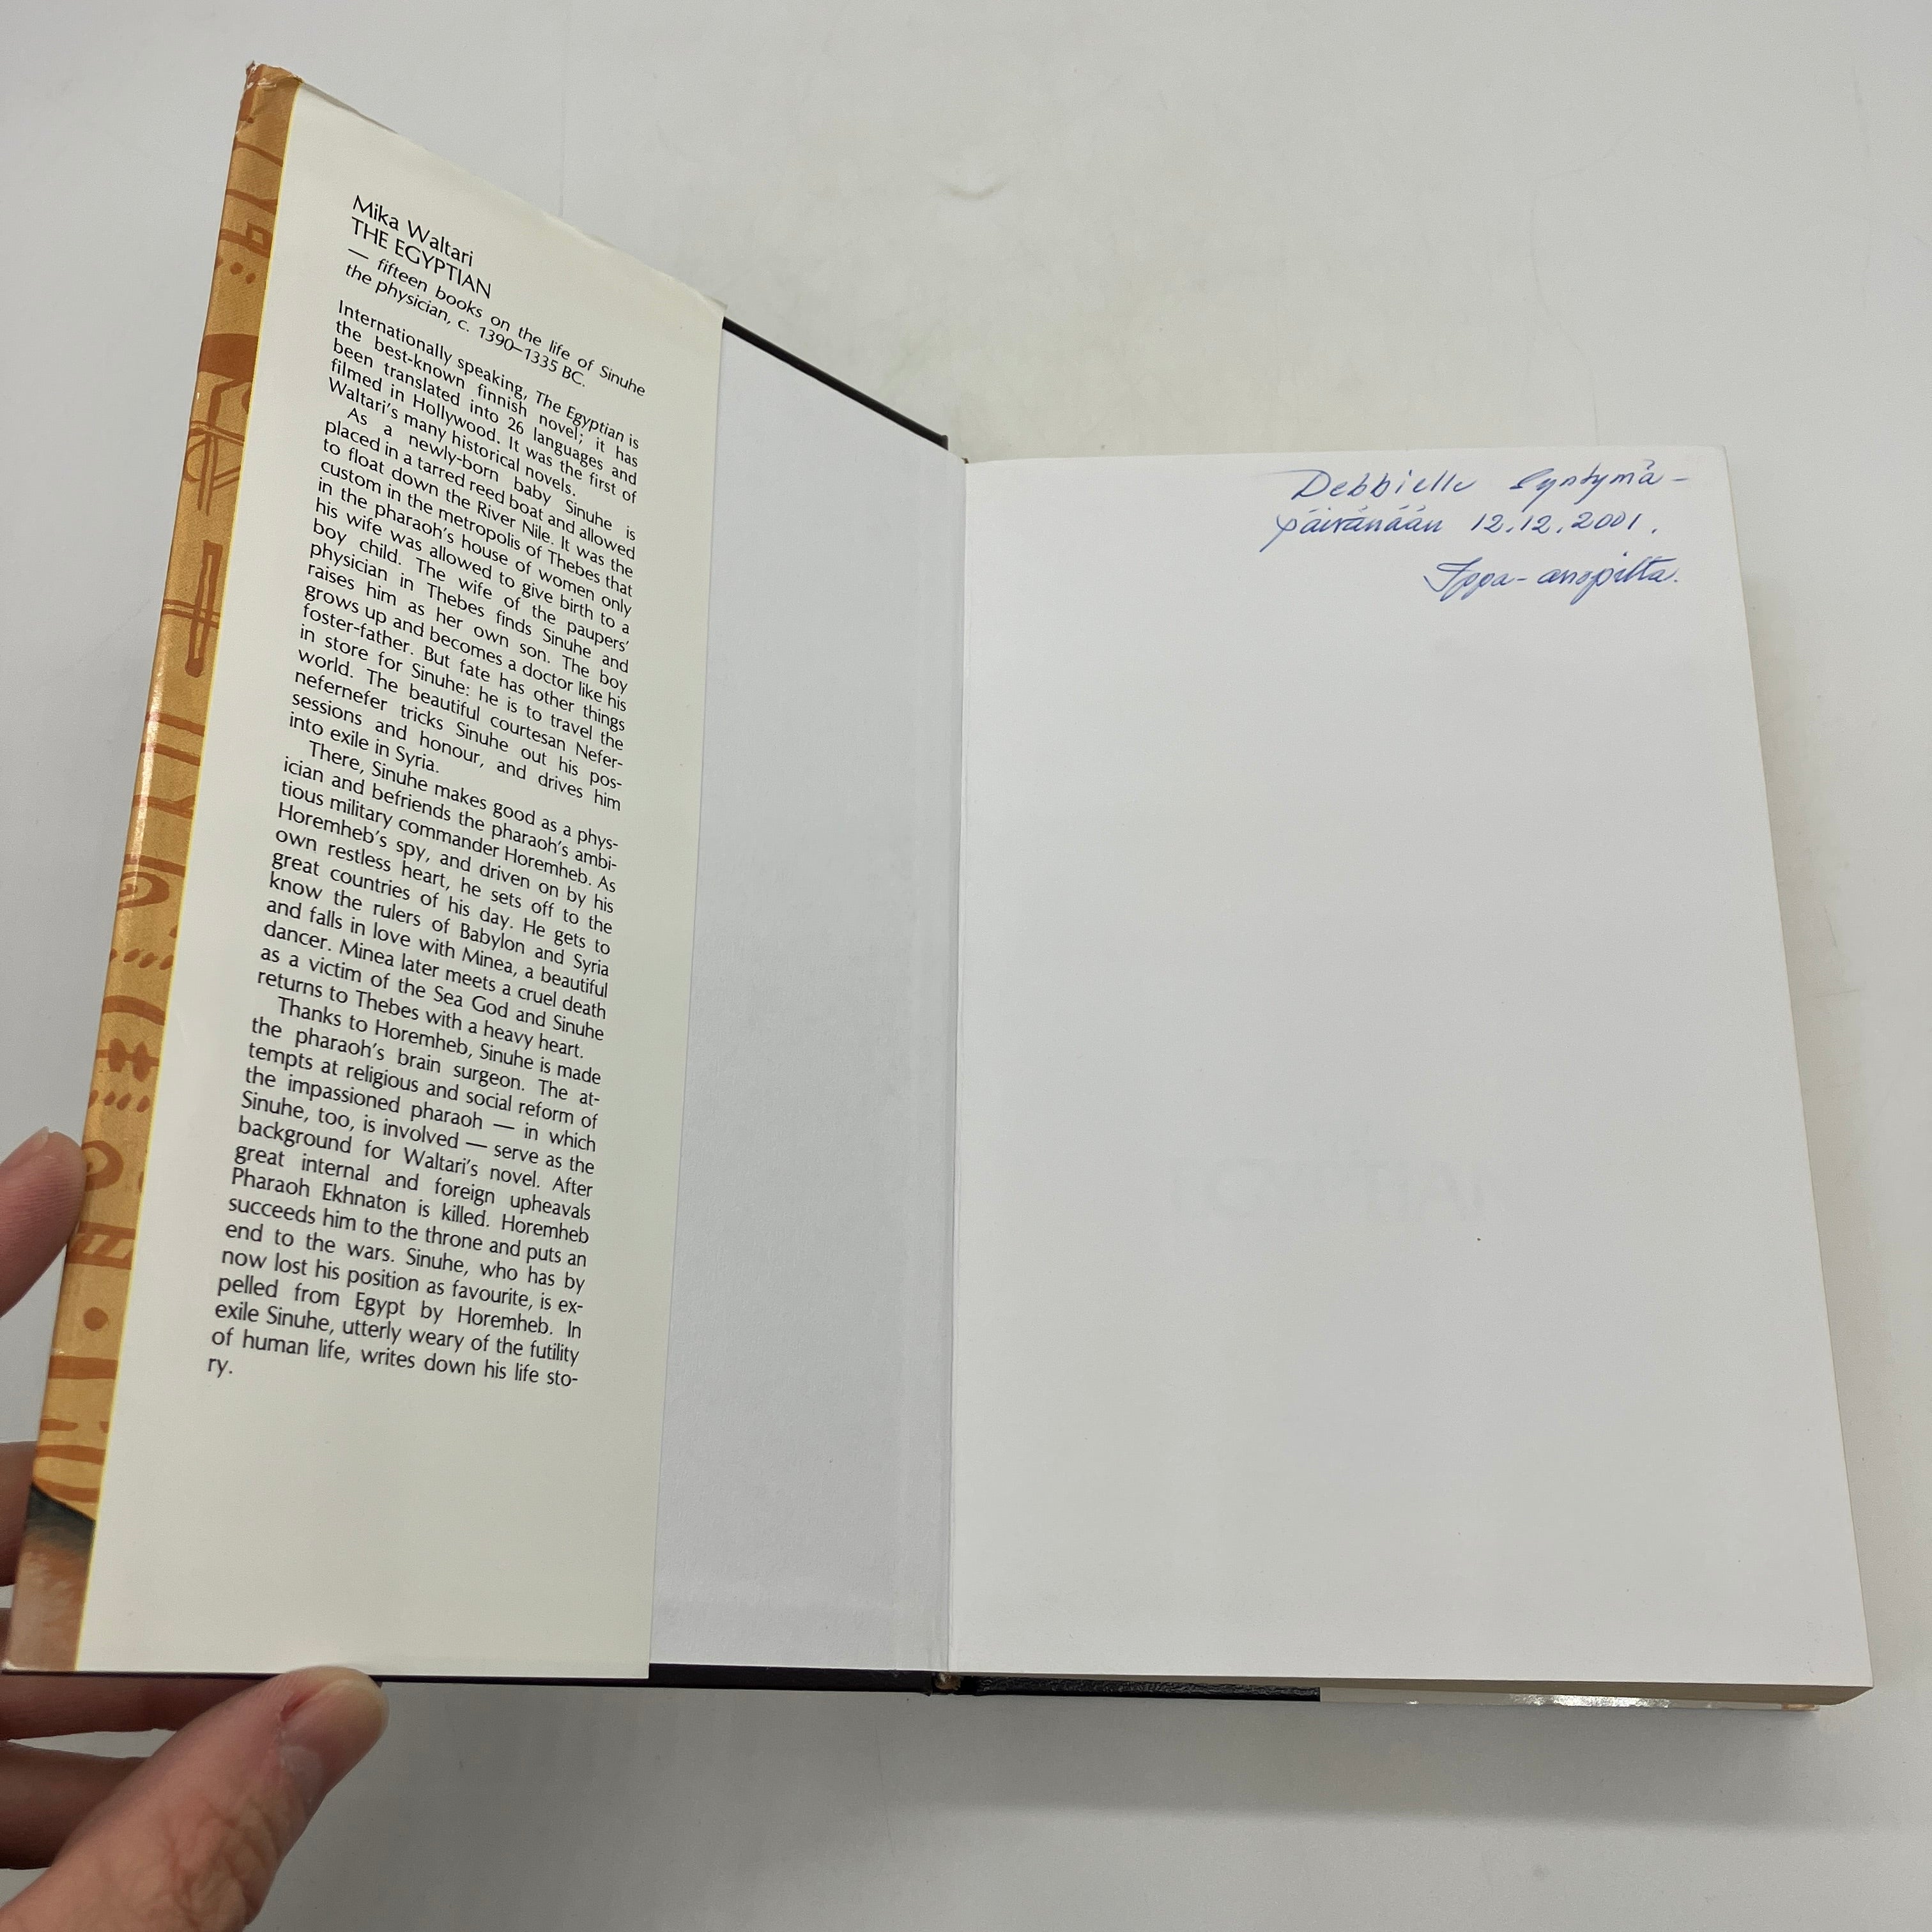 Mika Waltari
THE EGYPTIAN
— fifteen books on the life of Sinuhe
the physician, c. 1390–1335 BC.
Internationally speaking, The Egyptian is
the best-known finnish novel; it has
been translated into 26 languages and
filmed in Hollywood. It was the first of
Waltari's many historical novels.
As a newly-born baby Sinuhe is
placed in a tarred reed boat and allowed
to float down the River Nile. It was the
custom in the metropolis of Thebes that
in the pharaoh's house of women only
his wife was allowed to give birth to a
boy child. The wife of the paupers'
physician in Thebes finds Sinuhe and
raises him as her own son. The boy
grows up and becomes a doctor like his
foster-father. But fate has other things
in store for Sinuhe: he is to travel the
world. The beautiful courtesan Nefer-
nefernefer tricks Sinuhe out his pos-
sessions and honour, and drives him
into exile in Syria.
There, Sinuhe makes good as a phys-
ician and befriends the pharaoh's ambi-
tious military commander Horemheb. As
Horemheb's spy, and driven on by his
own restless heart, he sets off to the
great countries of his day. He gets to
know the rulers of Babylon and Syria
and falls in love with Minea, a beautiful
dancer. Minea later meets a cruel death
as a victim of the Sea God and Sinuhe
returns to Thebes with a heavy heart.
Thanks to Horemheb, Sinuhe is made
the pharaoh's brain surgeon. The at-
tempts at religious and social reform of
the impassioned pharaoh — in which
Sinuhe, too, is involved — serve as the
background for Waltari's novel. After
great internal and foreign upheavals
Pharaoh Ekhnaton is killed. Horemheb
succeeds him to the throne and puts an
end to the wars. Sinuhe, who has by
now lost his position as favourite, is ex-
pelled from Egypt by Horemheb. In
exile Sinuhe, utterly weary of the futility
of human life, writes down his life sto-
ry.
Debbielle Syntymä-
päivänään 12.12.2001.
-anopilta.